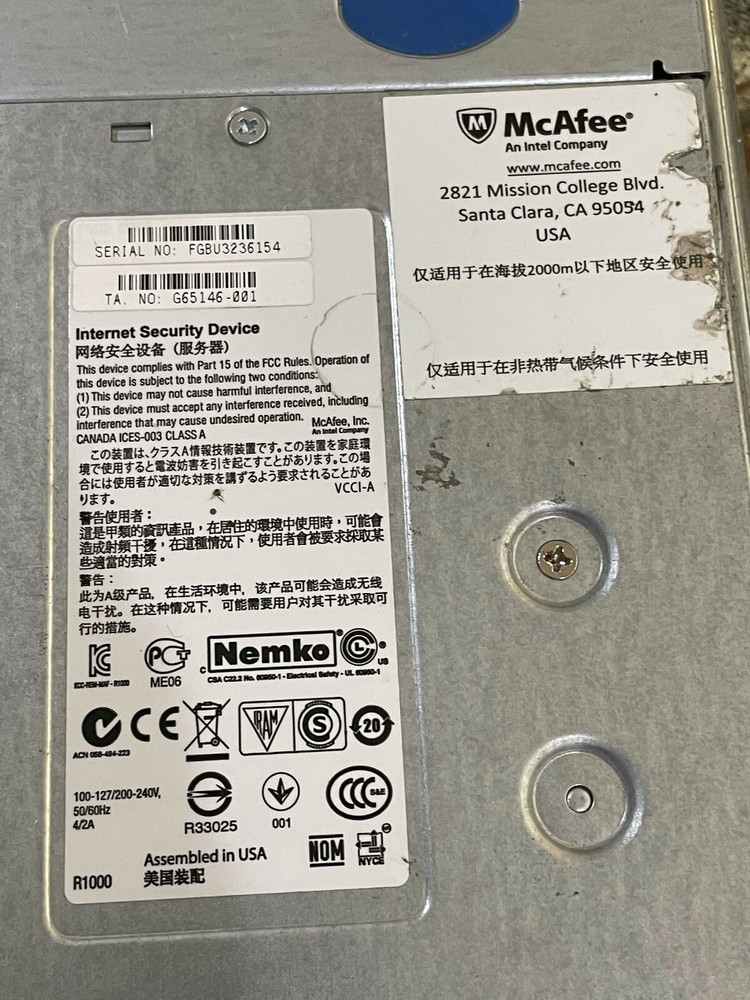 McAfee®
An Intel Company
www.mcafee.com
2821 Mission College Blvd.
Santa Clara, CA 95054
USA
仅适用于在海拔2000m以下地区安全使用
仅适用于在非热带气候条件下安全使用
SERIAL NO: FGBU3236154
TA. NO: G65146-001
Internet Security Device
网络安全设备（服务器）
This device complies with Part 15 of the FCC Rules. Operation of
this device is subject to the following two conditions:
(1) This device may not cause harmful interference, and
(2) This device must accept any interference received, including
interference that may cause undesired operation.
McAfee, Inc.
An Intel Company
CANADA ICES-003 CLASS A
この装置は、クラスA情報技術装置です。この装置を家庭環
境で使用すると電波妨害を引き起こすことがあります。この場
合には使用者が適切な対策を講ずるよう要求されることがあ
ります。 VCCI-A
警告使用者：
這是甲類的資訊產品，在居住的環境中使用時，可能會
造成射頻干擾，在這種情況下，使用者會被要求採取某
些適當的對策。
警告：
此为A级产品，在生活环境中，该产品可能会造成无线
电干扰。在这种情况下，可能需要用户对其干扰采取可
行的措施。
KCC-REM-MAF-R1000
ME06
C Nemko ® US
CSA C22.2 No. 60950-1 - Electrical Safety - UL 60950-1
ACN 058-494-223
CE
IRAM
S
20
100-127/200-240V,
50/60Hz
4/2A
R33025
001
CCC S&E
R1000
Assembled in USA
美国装配
NOM
NYCE